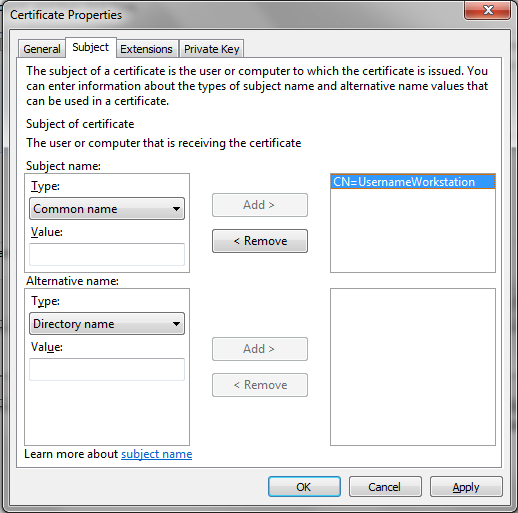 Certificate Properties
General Subject Extensions Private Key
The subject of a certificate is the user or computer to which the certificate is issued. You
can enter information about the types of subject name and alternative name values that
can be used in a certificate.
Subject of certificate
The user or computer that is receiving the certificate
Subject name:
Type:
Common name
Value:
Add >
< Remove
CN=UsernameWorkstation
Alternative name:
Type:
Directory name
Value:
Add >
< Remove
Learn more about subject name
OK Cancel Apply